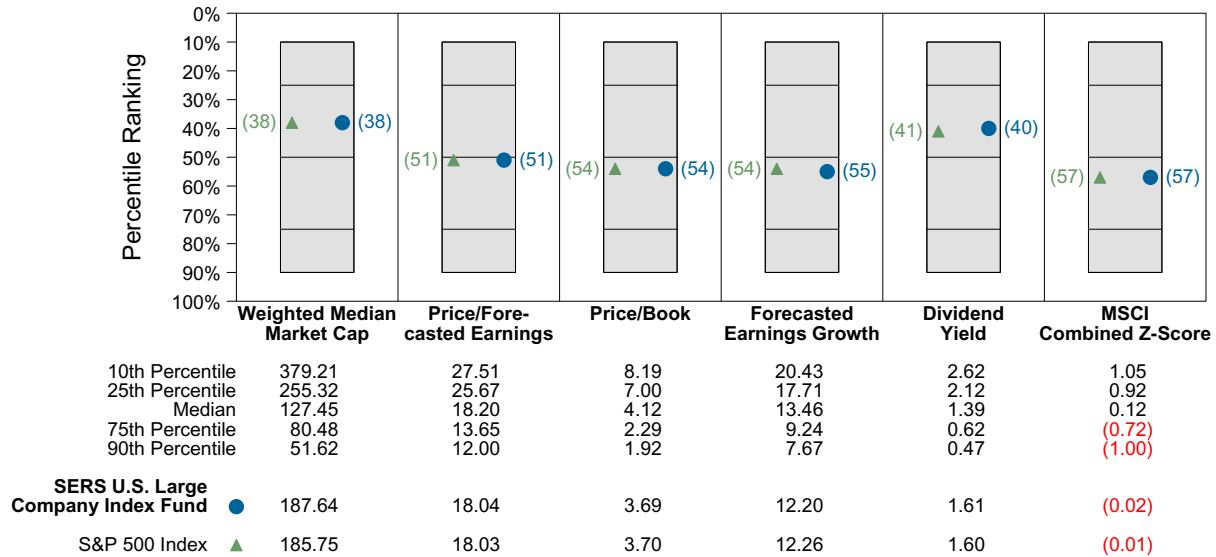 Percentile Ranking
0%
10%
20%
30%
40%
50%
60%
70%
80%
90%
100%
(38) (38)
(51) (51)
(54) (54)
(54) (55)
(41) (40)
(57) (57)
Weighted Median
Market Cap
Price/Fore-
casted Earnings
Price/Book
Forecasted
Earnings Growth
Dividend
Yield
MSCI
Combined Z-Score
10th Percentile 379.21 27.51 8.19 20.43 2.62 1.05
25th Percentile 255.32 25.67 7.00 17.71 2.12 0.92
Median 127.45 18.20 4.12 13.46 1.39 0.12
75th Percentile 80.48 13.65 2.29 9.24 0.62 (0.72)
90th Percentile 51.62 12.00 1.92 7.67 0.47 (1.00)
SERS U.S. Large
Company Index Fund 187.64 18.04 3.69 12.20 1.61 (0.02)
S&P 500 Index 185.75 18.03 3.70 12.26 1.60 (0.01)